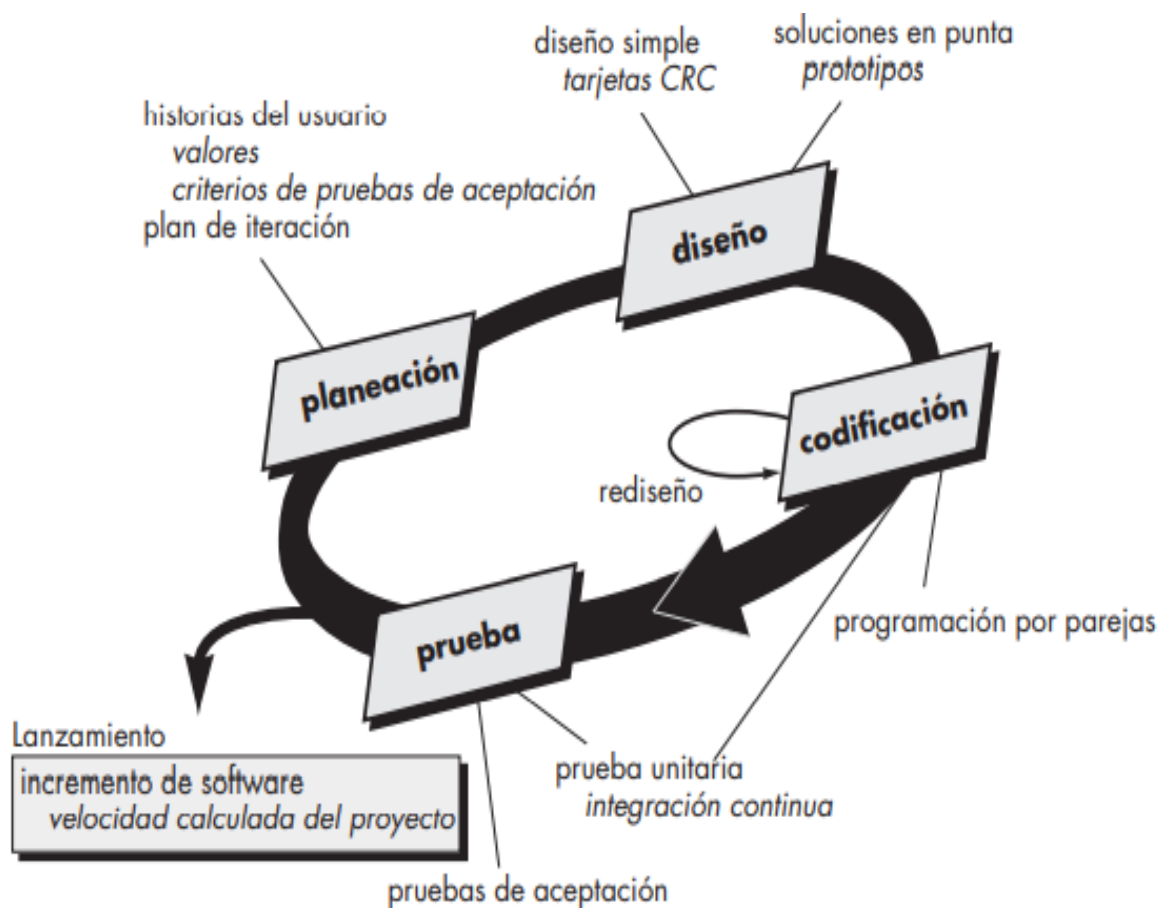 diseño simple
tarjetas CRC
soluciones en punta
prototipos
historias del usuario
valores
criterios de pruebas de aceptación
plan de iteración
diseño
planeación
codificación
rediseño
prueba
programación por parejas
Lanzamiento
incremento de software
velocidad calculada del proyecto
prueba unitaria
integración continua
pruebas de aceptación